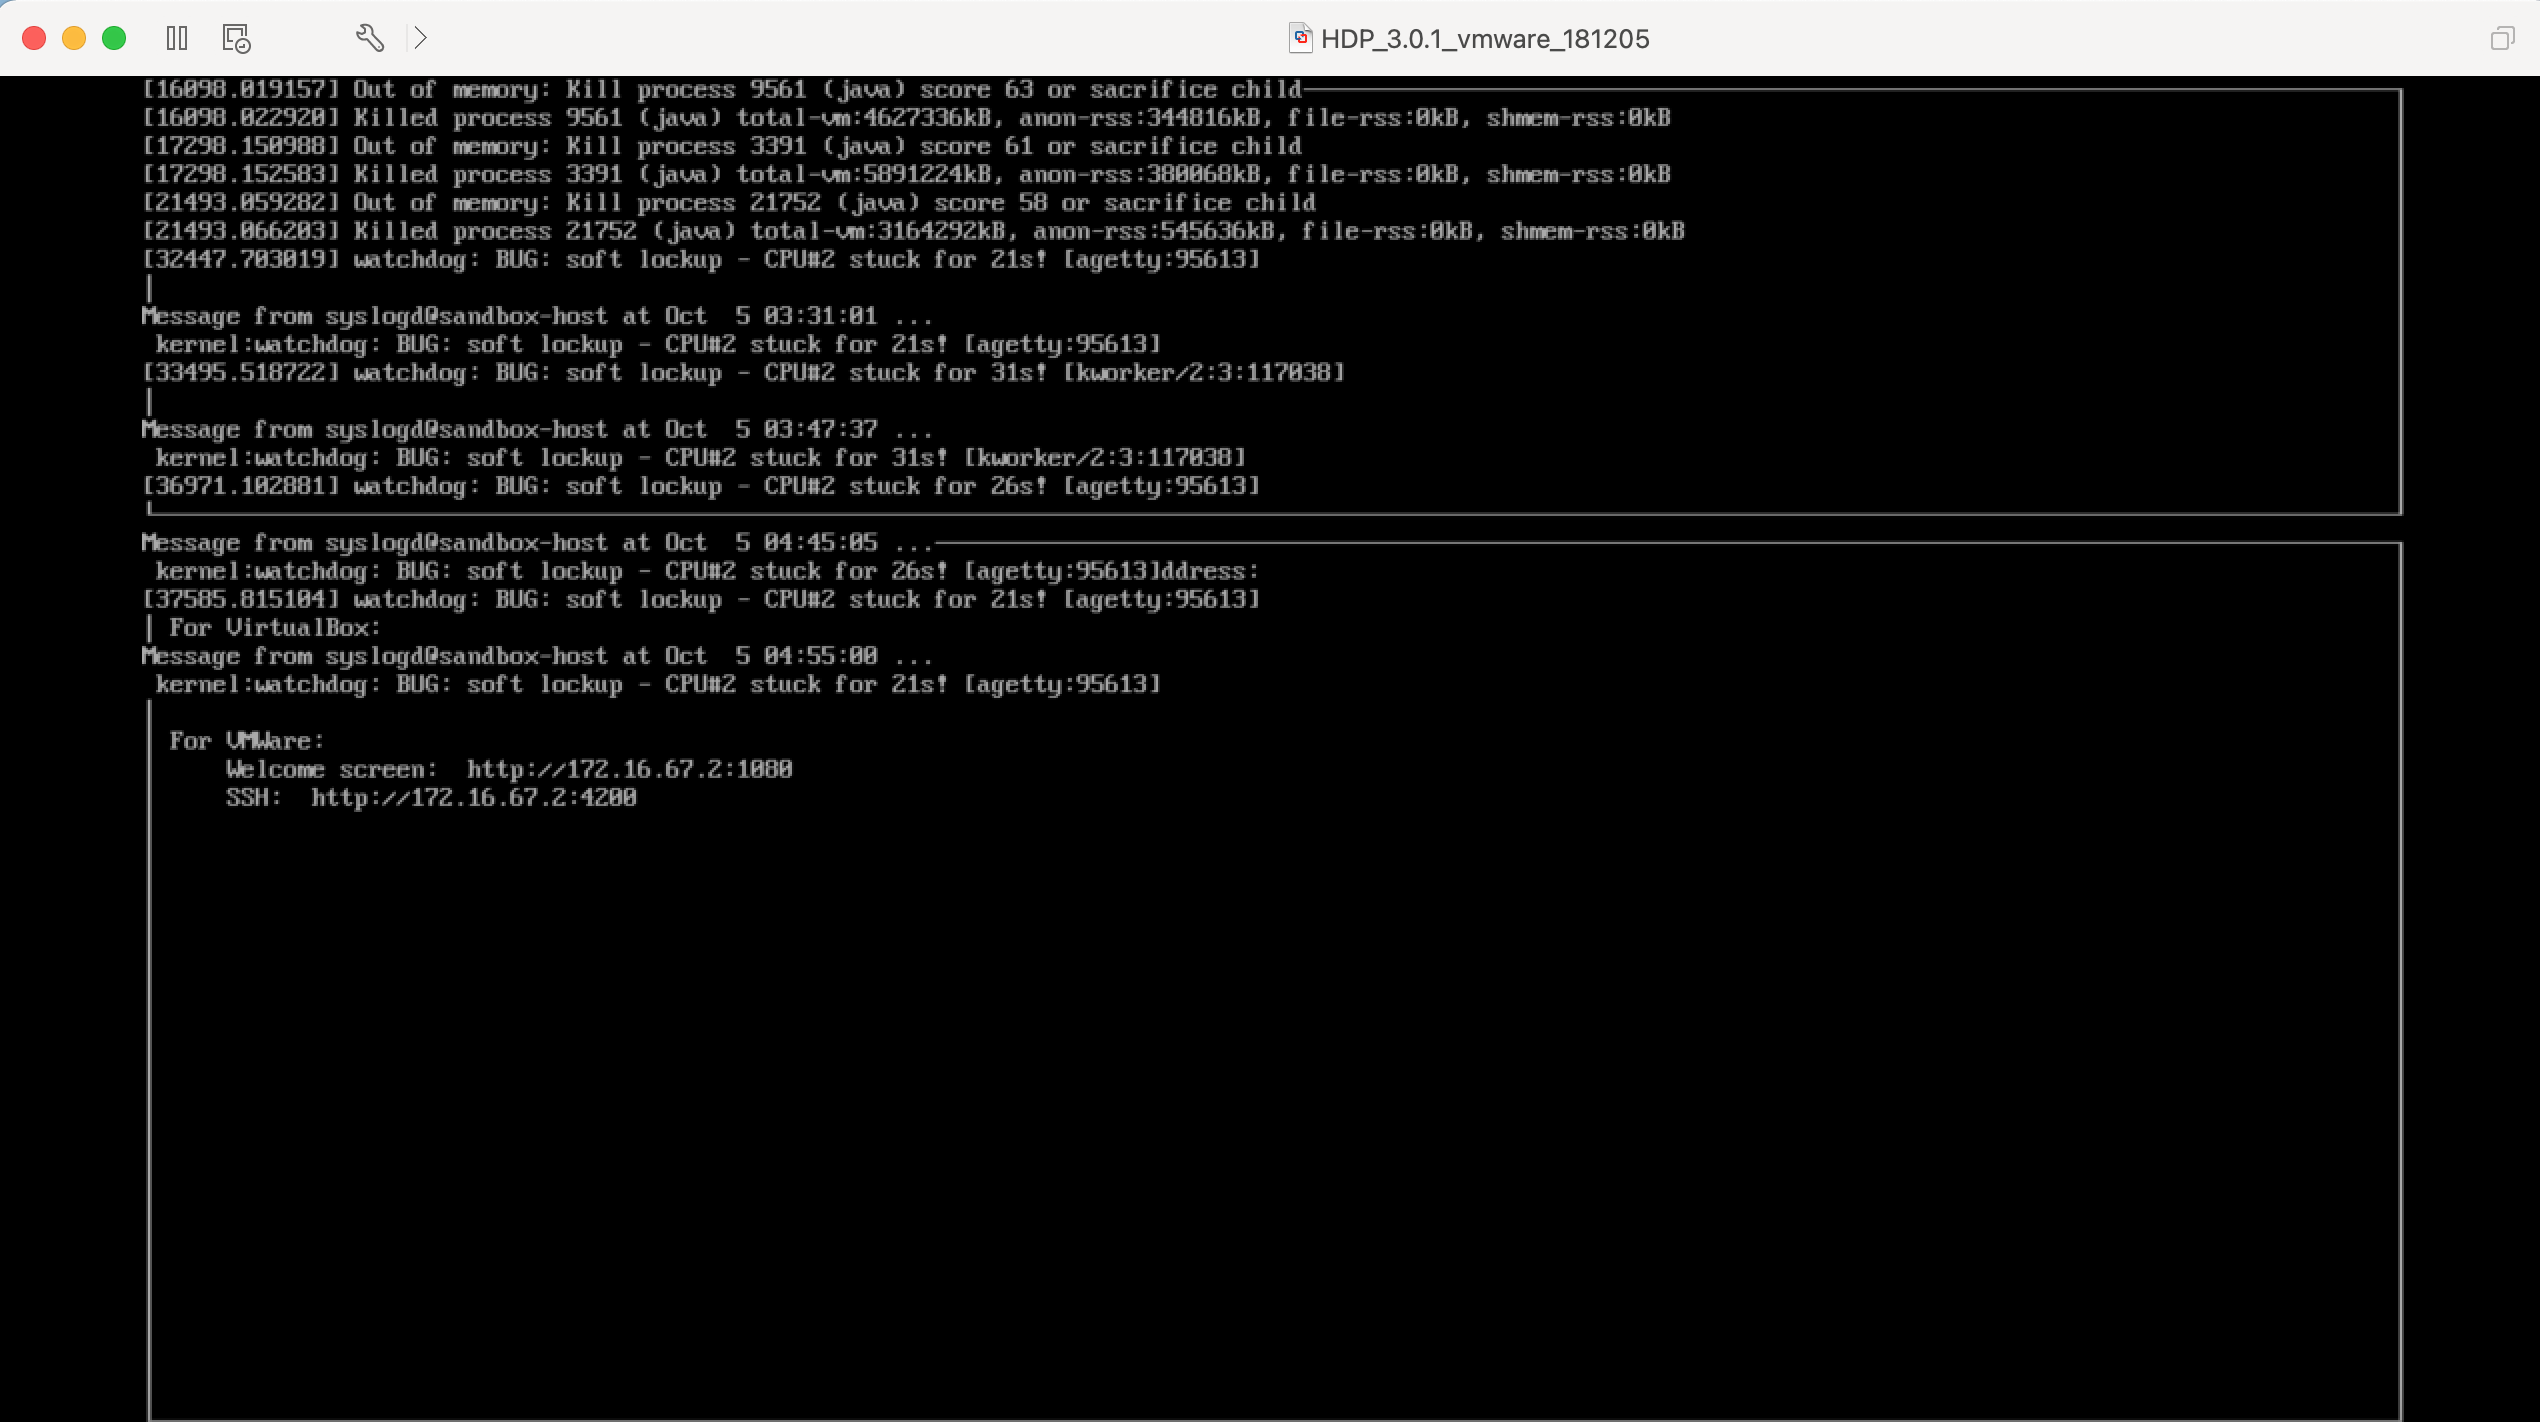 HDP_3.0.1_vmware_181205
[16098.019157] Out of memory: Kill process 9561 (java) score 63 or sacrifice child
[16098.022920] Killed process 9561 (java) total-vm:4627336kB, anon-rss:344816kB, file-rss:0kB, shmem-rss:0kB
[17298.150988] Out of memory: Kill process 3391 (java) score 61 or sacrifice child
[17298.152583] Killed process 3391 (java) total-vm:5891224kB, anon-rss:380068kB, file-rss:0kB, shmem-rss:0kB
[21493.059282] Out of memory: Kill process 21752 (java) score 58 or sacrifice child
[21493.066203] Killed process 21752 (java) total-vm:3164292kB, anon-rss:545636kB, file-rss:0kB, shmem-rss:0kB
[32447.703019] watchdog: BUG: soft lockup - CPU#2 stuck for 21s! [agetty:95613]
Message from syslogd@sandbox-host at Oct  5 03:31:01 ...
kernel:watchdog: BUG: soft lockup - CPU#2 stuck for 21s! [agetty:95613]
[33495.518722] watchdog: BUG: soft lockup - CPU#2 stuck for 31s! [kworker/2:3:117038]
Message from syslogd@sandbox-host at Oct  5 03:47:37 ...
kernel:watchdog: BUG: soft lockup - CPU#2 stuck for 31s! [kworker/2:3:117038]
[36971.102881] watchdog: BUG: soft lockup - CPU#2 stuck for 26s! [agetty:95613]
Message from syslogd@sandbox-host at Oct  5 04:45:05 ...
kernel:watchdog: BUG: soft lockup - CPU#2 stuck for 26s! [agetty:95613]ddress:
[37585.815104] watchdog: BUG: soft lockup - CPU#2 stuck for 21s! [agetty:95613]
For VirtualBox:
Message from syslogd@sandbox-host at Oct  5 04:55:00 ...
kernel:watchdog: BUG: soft lockup - CPU#2 stuck for 21s! [agetty:95613]
For VMWare:
Welcome screen:  http://172.16.67.2:1080
SSH:  http://172.16.67.2:4200